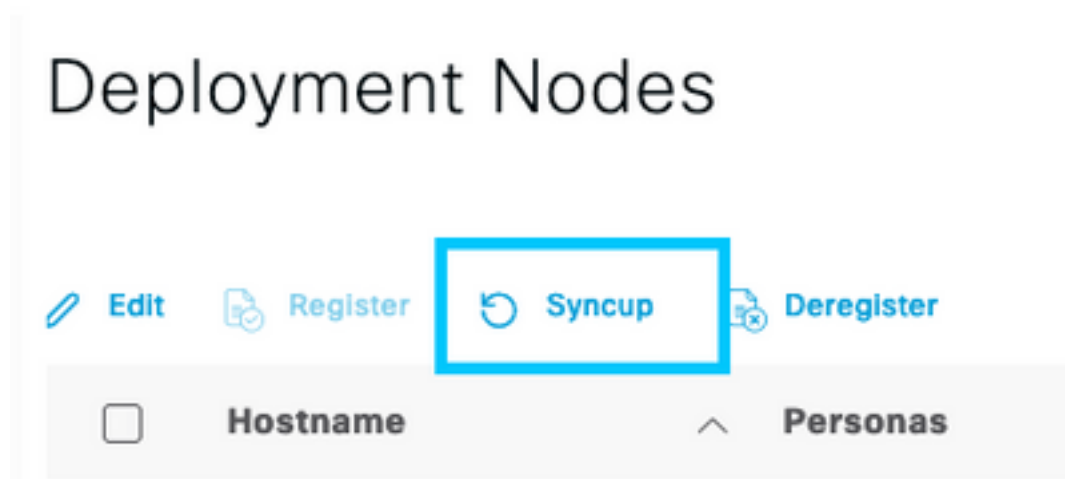 Deployment Nodes
Edit Register Syncup Deregister
Hostname Personas